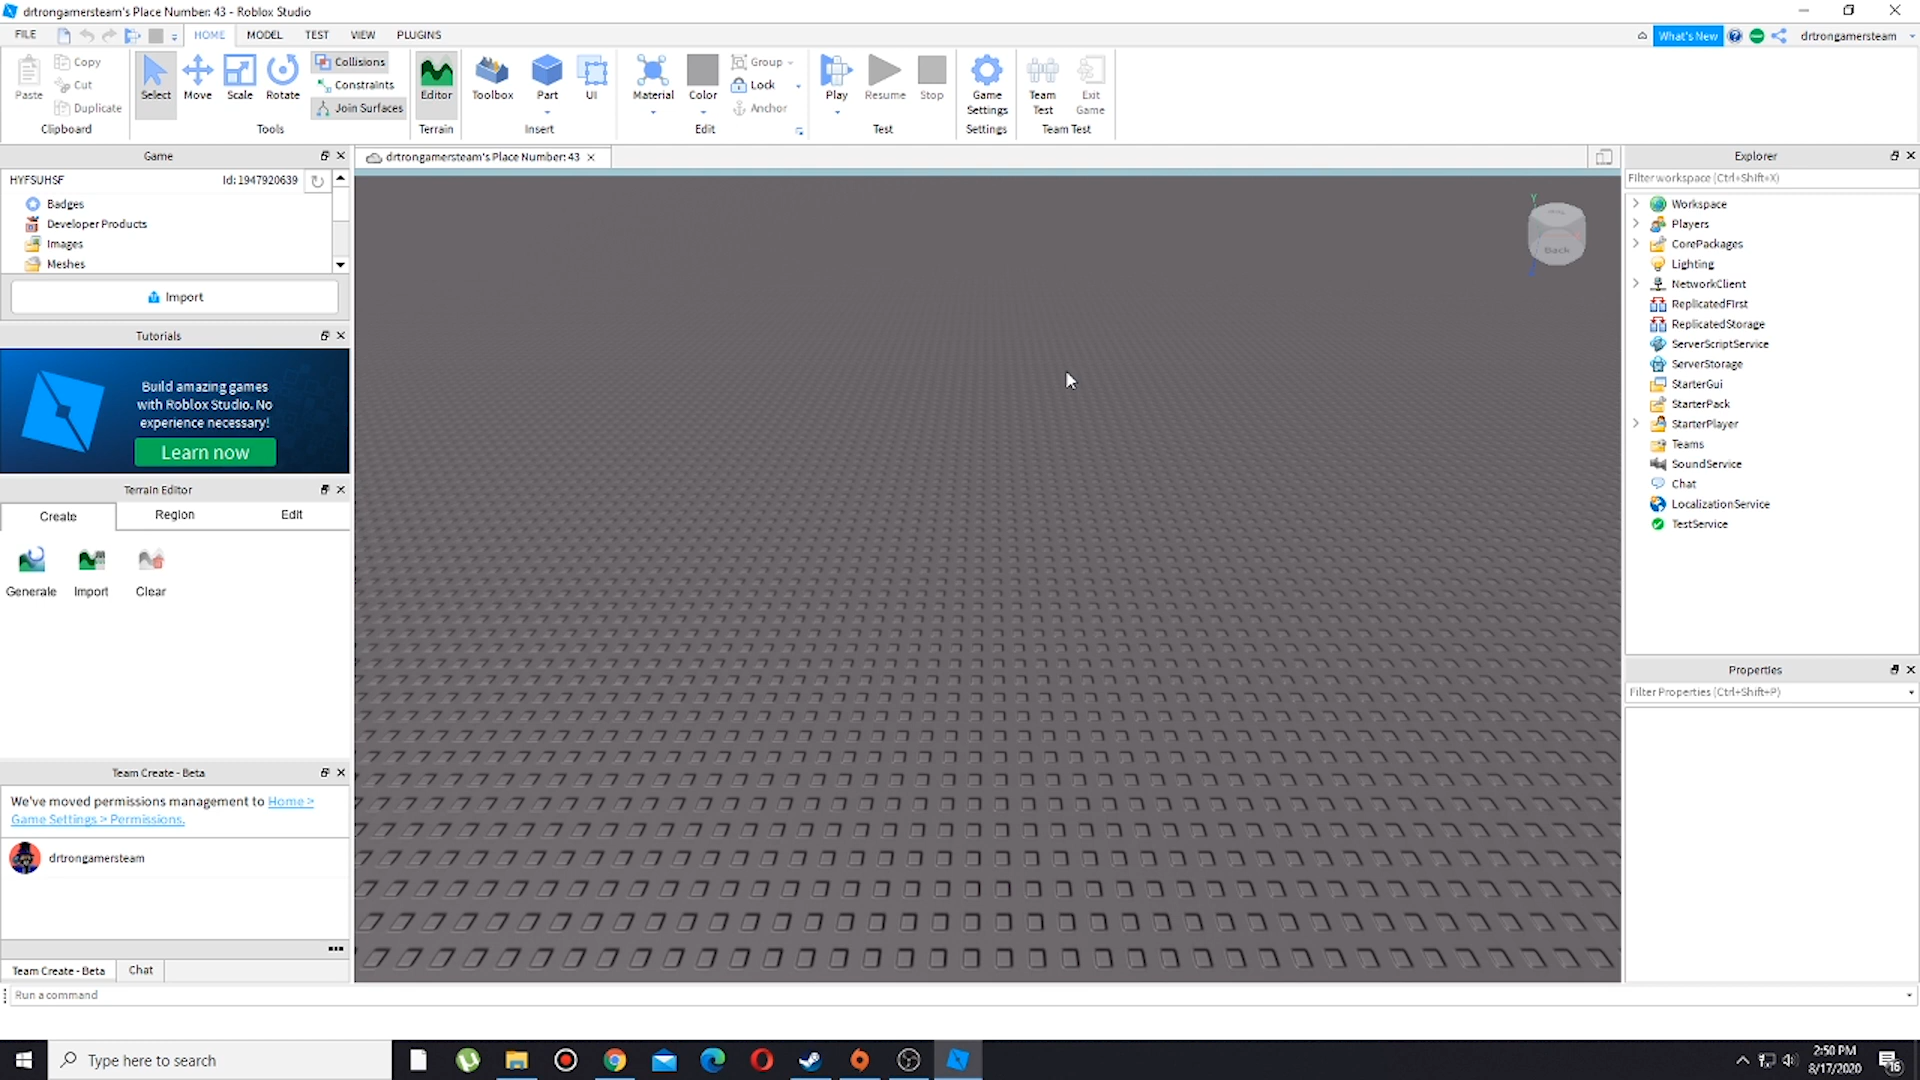 drtrongamersteam's Place Number: 43 - Roblox Studio
FILE HOME MODEL TEST VIEW PLUGINS
What's New drtrongamersteam
Paste
Copy
Cut
Duplicate
Clipboard
Select Move Scale Rotate
Collisions
Constraints
Join Surfaces
Tools
Editor
Terrain
Toolbox Part UI
Insert
Material Color
Group
Lock
Anchor
Edit
Play Resume Stop
Test
Game Settings
Settings
Team Test
Exit Game
Team Test
Game
HYFSUHSF Id: 1947920639
Badges
Developer Products
Images
Meshes
Import
Tutorials
Build amazing games
with Roblox Studio. No
experience necessary!
Learn now
Terrain Editor
Create Region Edit
Generate Import Clear
Team Create - Beta
We've moved permissions management to Home >
Game Settings > Permissions.
drtrongamersteam
Team Create - Beta Chat
Run a command
drtrongamersteam's Place Number: 43
Y
Back
Explorer
Filter workspace (Ctrl+Shift+X)
Workspace
Players
CorePackages
Lighting
NetworkClient
ReplicatedFirst
ReplicatedStorage
ServerScriptService
ServerStorage
StarterGui
StarterPack
StarterPlayer
Teams
SoundService
Chat
LocalizationService
TestService
Properties
Filter Properties (Ctrl+Shift+P)
Type here to search
2:50 PM
8/17/2020
16